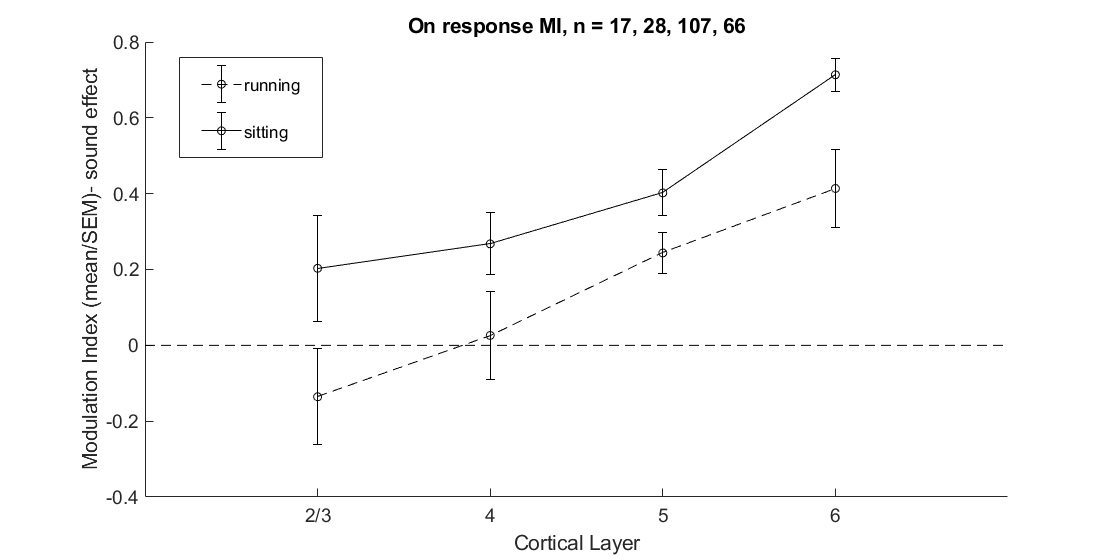 On response MI, n = 17, 28, 107, 66
0.8
0.6
0.4
0.2
0
-0.2
-0.4
Modulation Index (mean/SEM)- sound effect
running
sitting
2/3 4 5 6
Cortical Layer